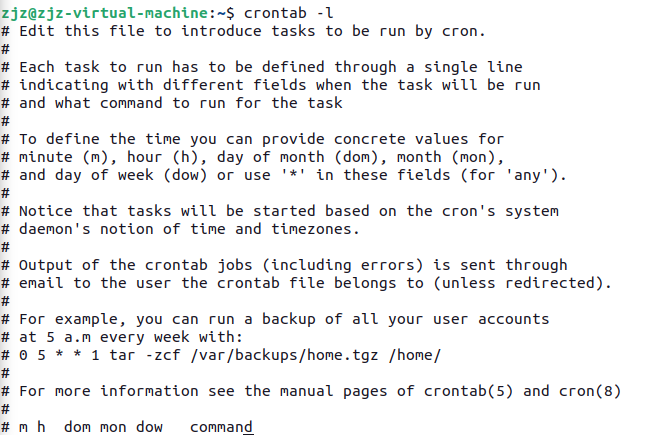 zjz@zjz-virtual-machine:~$ crontab -l
# Edit this file to introduce tasks to be run by cron.
#
# Each task to run has to be defined through a single line
# indicating with different fields when the task will be run
# and what command to run for the task
#
# To define the time you can provide concrete values for
# minute (m), hour (h), day of month (dom), month (mon),
# and day of week (dow) or use '*' in these fields (for 'any').
#
# Notice that tasks will be started based on the cron's system
# daemon's notion of time and timezones.
#
# Output of the crontab jobs (including errors) is sent through
# email to the user the crontab file belongs to (unless redirected).
#
# For example, you can run a backup of all your user accounts
# at 5 a.m every week with:
# 0 5 * * 1 tar -zcf /var/backups/home.tgz /home/
#
# For more information see the manual pages of crontab(5) and cron(8)
#
# m h  dom mon dow   command